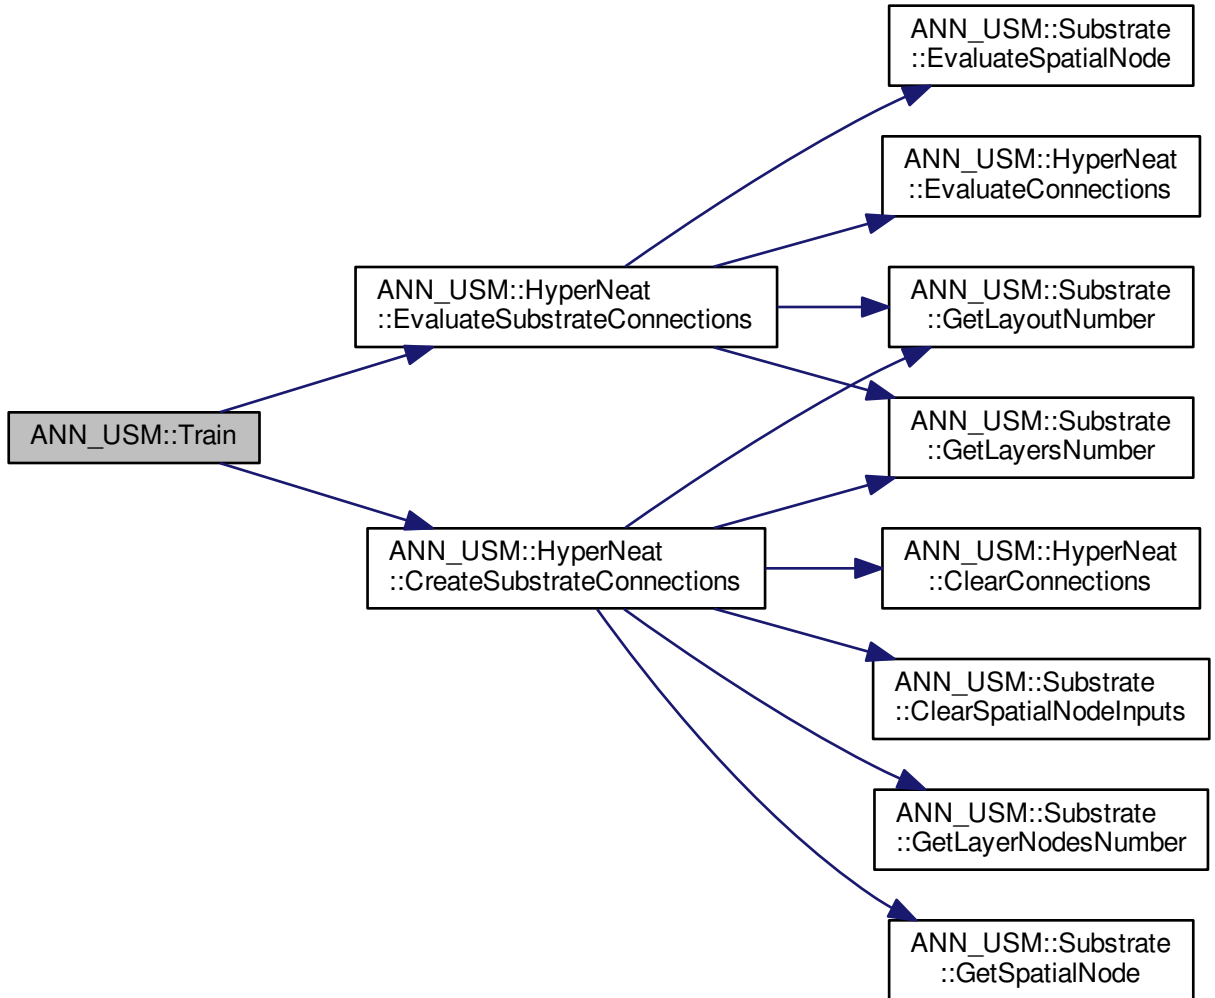 ANN_USM::Train
ANN_USM::HyperNeat
::EvaluateSubstrateConnections
ANN_USM::HyperNeat
::CreateSubstrateConnections
ANN_USM::Substrate
::EvaluateSpatialNode
ANN_USM::HyperNeat
::EvaluateConnections
ANN_USM::Substrate
::GetLayoutNumber
ANN_USM::Substrate
::GetLayersNumber
ANN_USM::HyperNeat
::ClearConnections
ANN_USM::Substrate
::ClearSpatialNodeInputs
ANN_USM::Substrate
::GetLayerNodesNumber
ANN_USM::Substrate
::GetSpatialNode